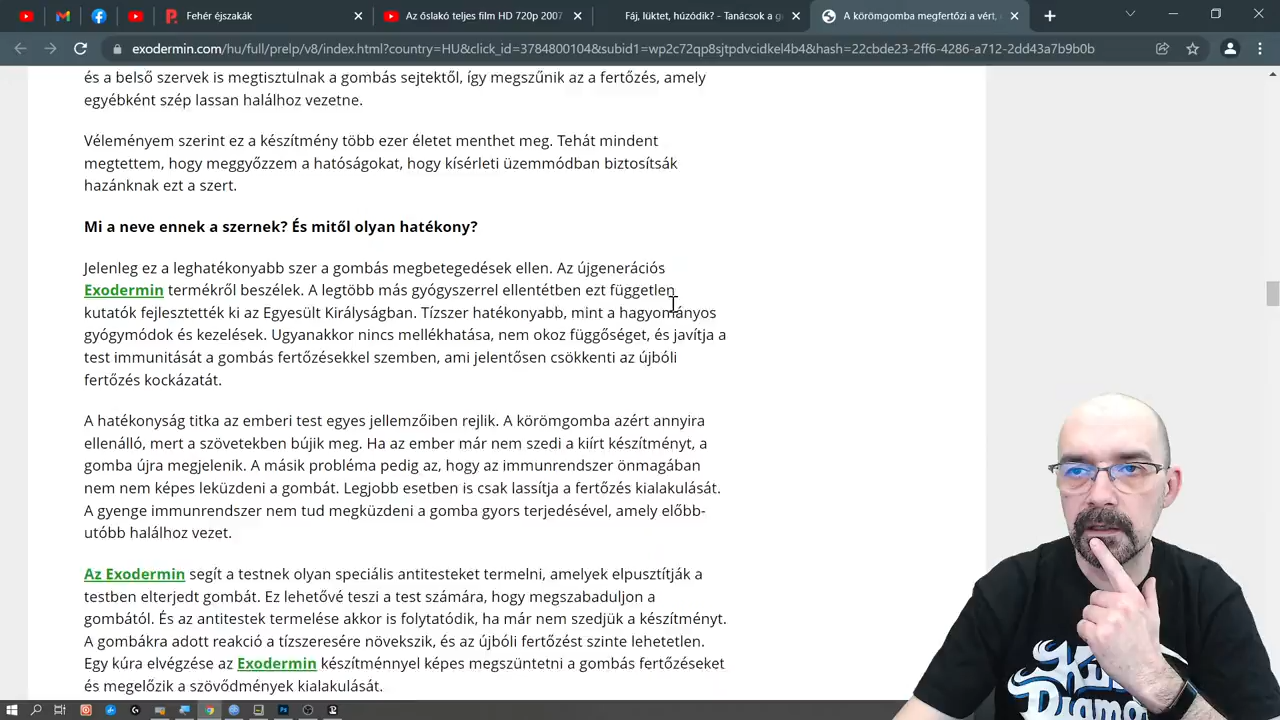 Fehér éjszakák
Az őslakó teljes film HD 720p 2007
Fáj, lüktet, húzódik? - Tanácsok a g
A körömgomba megfertőzi a vért,
exodermin.com/hu/full/prelp/v8/index.html?country=HU&click_id=3784800104&subid1=wp2c72qp8sjtpdvcidkel4b4&hash=22cbde23-2ff6-4286-a712-2dd43a7b9b0b
és a belső szervek is megtisztulnak a gombás sejtektől, így megszűnik az a fertőzés, amely
egyébként szép lassan halálhoz vezetne.
Véleményem szerint ez a készítmény több ezer életet menthet meg. Tehát mindent
megtettem, hogy meggyőzzem a hatóságokat, hogy kísérleti üzemmódban biztosítsák
hazánknak ezt a szert.
Mi a neve ennek a szernek? És mitől olyan hatékony?
Jelenleg ez a leghatékonyabb szer a gombás megbetegedések ellen. Az újgenerációs
Exodermin termékről beszélek. A legtöbb más gyógyszerrel ellentétben ezt független
kutatók fejlesztették ki az Egyesült Királyságban. Tízszer hatékonyabb, mint a hagyományos
gyógymódok és kezelések. Ugyanakkor nincs mellékhatása, nem okoz függőséget, és javítja a
test immunitását a gombás fertőzésekkel szemben, ami jelentősen csökkenti az újbóli
fertőzés kockázatát.
A hatékonyság titka az emberi test egyes jellemzőiben rejlik. A körömgomba azért annyira
ellenálló, mert a szövetekben bújik meg. Ha az ember már nem szedi a kiírt készítményt, a
gomba újra megjelenik. A másik probléma pedig az, hogy az immunrendszer önmagában
nem nem képes leküzdeni a gombát. Legjobb esetben is csak lassítja a fertőzés kialakulását.
A gyenge immunrendszer nem tud megküzdeni a gomba gyors terjedésével, amely előbb-
utóbb halálhoz vezet.
Az Exodermin segít a testnek olyan speciális antitesteket termelni, amelyek elpusztítják a
testben elterjedt gombát. Ez lehetővé teszi a test számára, hogy megszabaduljon a
gombától. És az antitestek termelése akkor is folytatódik, ha már nem szedjük a készítményt.
A gombákra adott reakció a tízszeresére növekszik, és az újbóli fertőzést szinte lehetetlen.
Egy kúra elvégzése az Exodermin készítménnyel képes megszüntetni a gombás fertőzéseket
és megelőzik a szövődmények kialakulását.